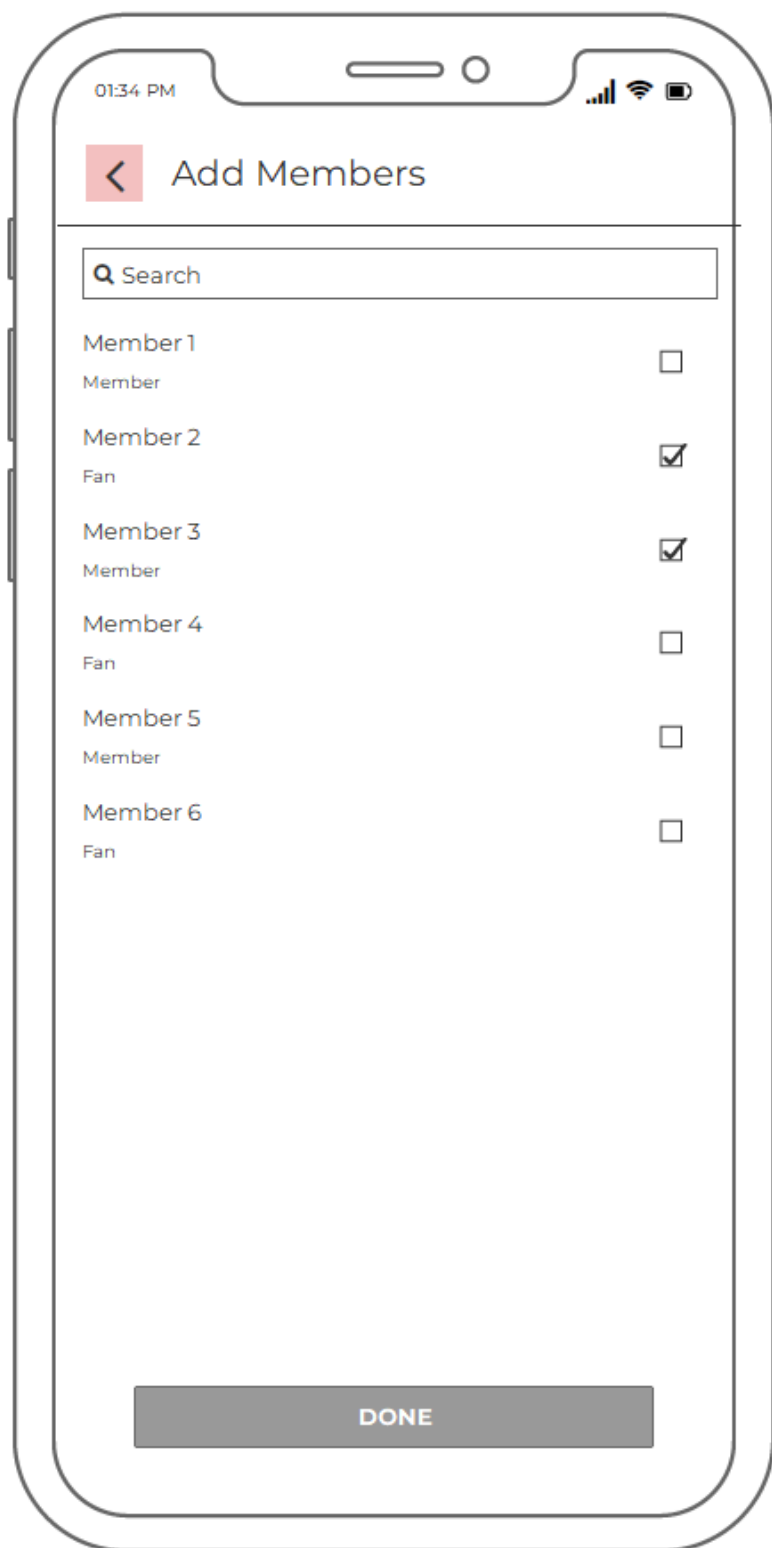 01:34 PM
Add Members
Search
Member 1
Member
Member 2
Fan
Member 3
Member
Member 4
Fan
Member 5
Member
Member 6
Fan
DONE